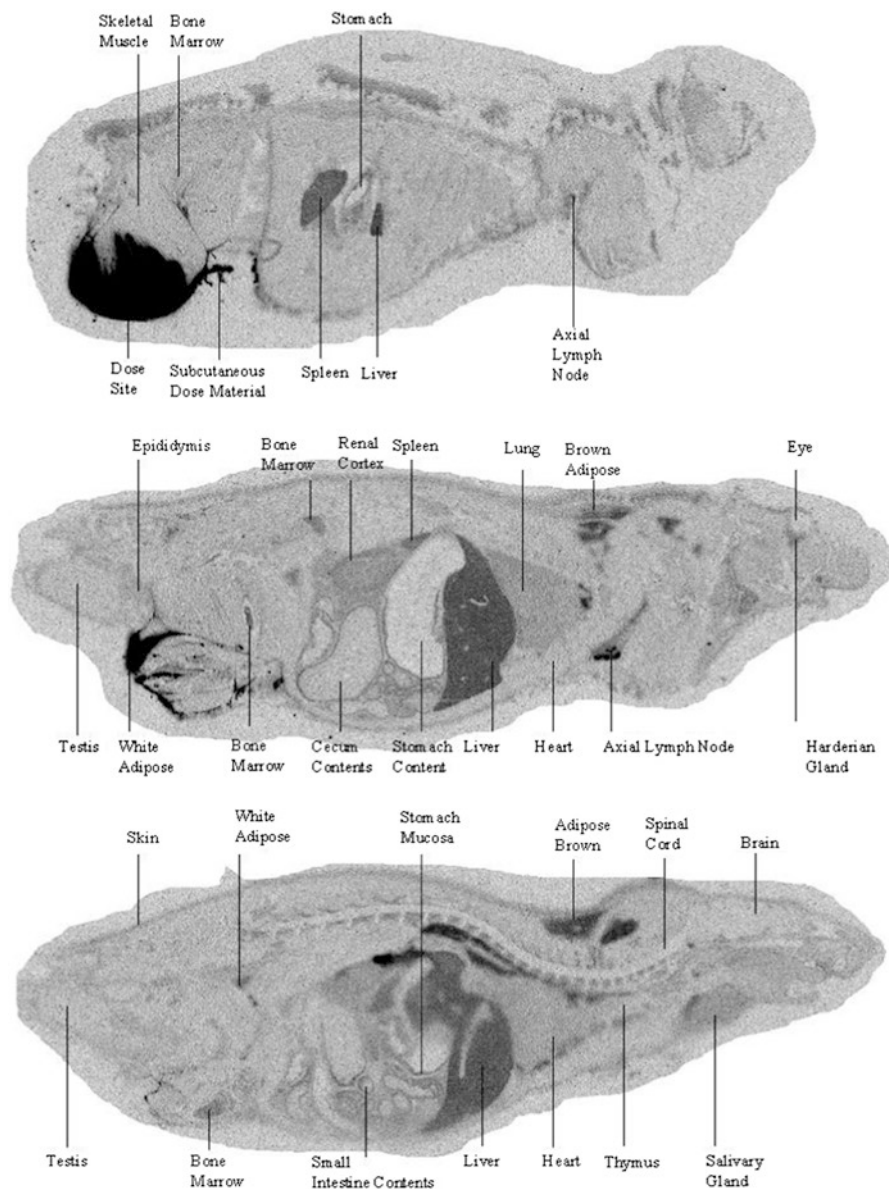 Skeletal
Muscle
Bone
Marrow
Stomach
Dose
Site
Subcutaneous
Dose Material
Spleen
Liver
Axial
Lymph
Node
Epididymis
Bone
Marrow
Renal
Cortex
Spleen
Lung
Brown
Adipose
Eye
Testis
White
Adipose
Bone
Marrow
Cecum
Contents
Stomach
Content
Liver
Heart
Axial Lymph Node
Harderian
Gland
Skin
White
Adipose
Stomach
Mucosa
Adipose
Brown
Spinal
Cord
Brain
Testis
Bone
Marrow
Small
Intestine Contents
Liver
Heart
Thymus
Salivary
Gland